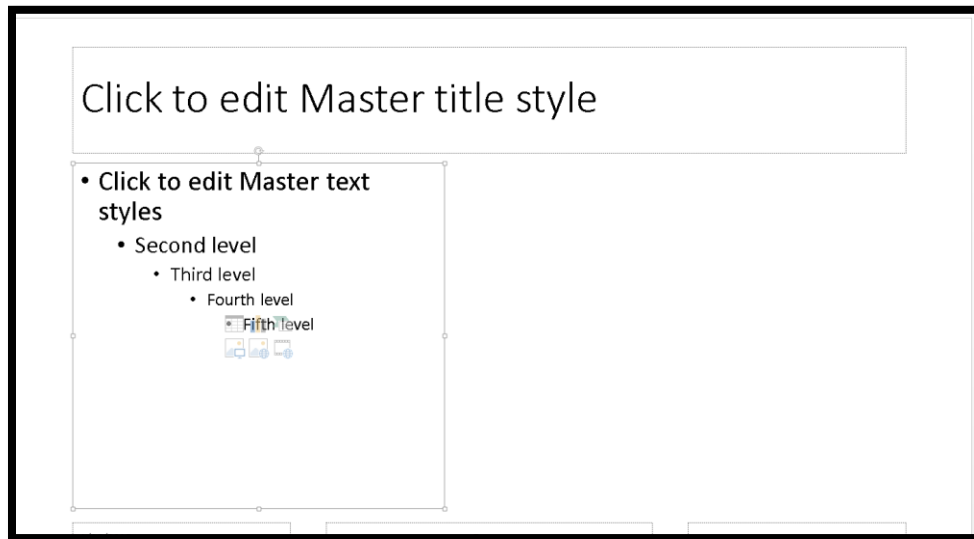 Click to edit Master title style
• Click to edit Master text
styles
• Second level
• Third level
• Fourth level
• Fifth level